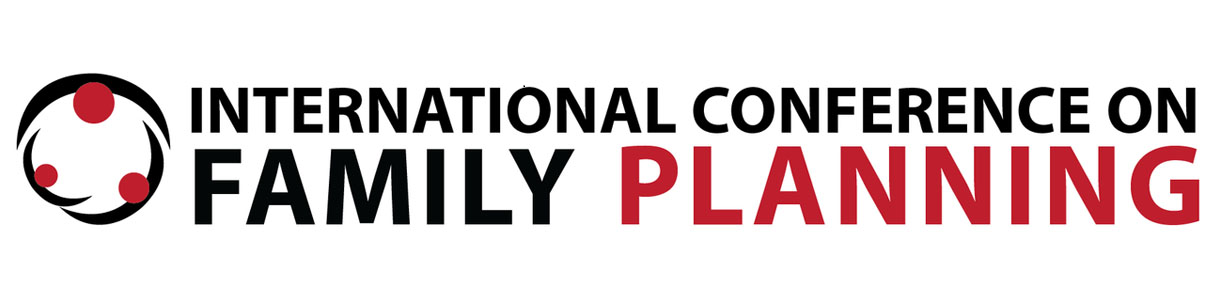 INTERNATIONAL CONFERENCE ON
FAMILY PLANNING